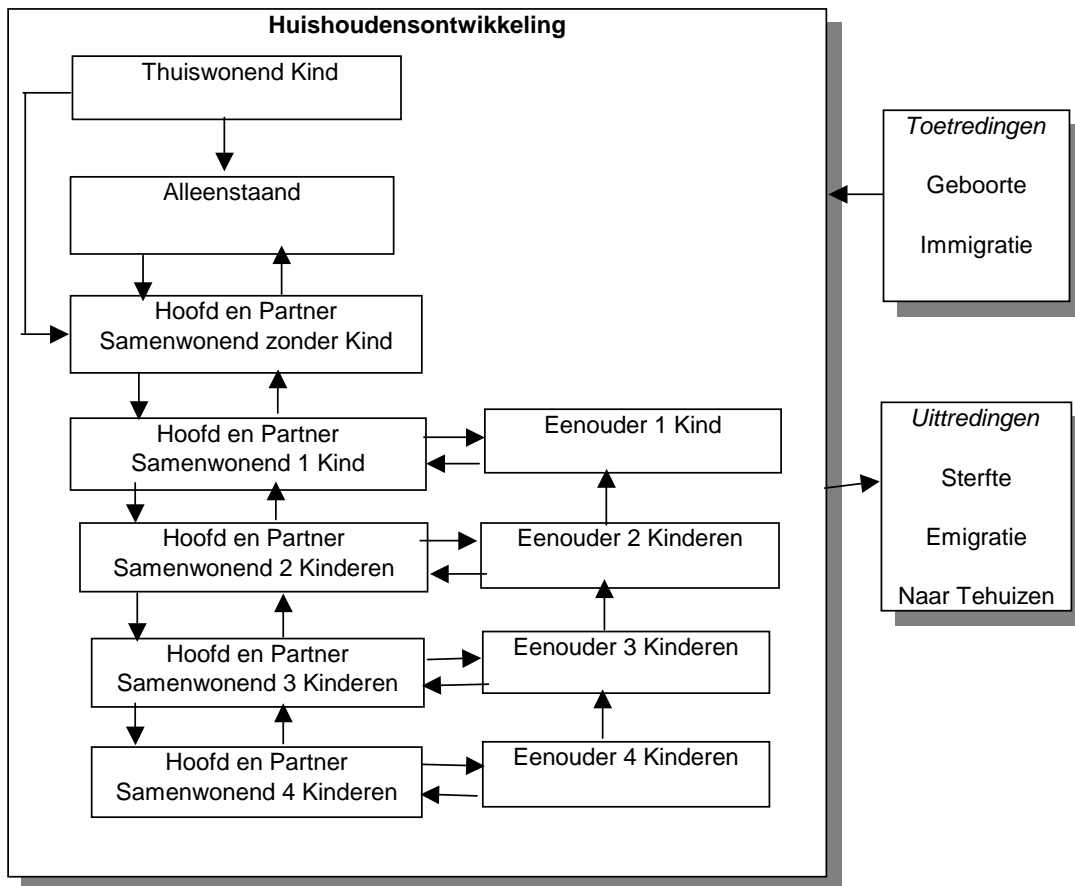 Huishoudensontwikkeling
Thuiswonend Kind
Alleenstaand
Hoofd en Partner
Samenwonend zonder Kind
Hoofd en Partner
Samenwonend 1 Kind
Eenouder 1 Kind
Hoofd en Partner
Samenwonend 2 Kinderen
Eenouder 2 Kinderen
Hoofd en Partner
Samenwonend 3 Kinderen
Eenouder 3 Kinderen
Hoofd en Partner
Samenwonend 4 Kinderen
Eenouder 4 Kinderen
Toetredingen
Geboorte
Immigratie
Uittredingen
Sterfte
Emigratie
Naar Tehuizen